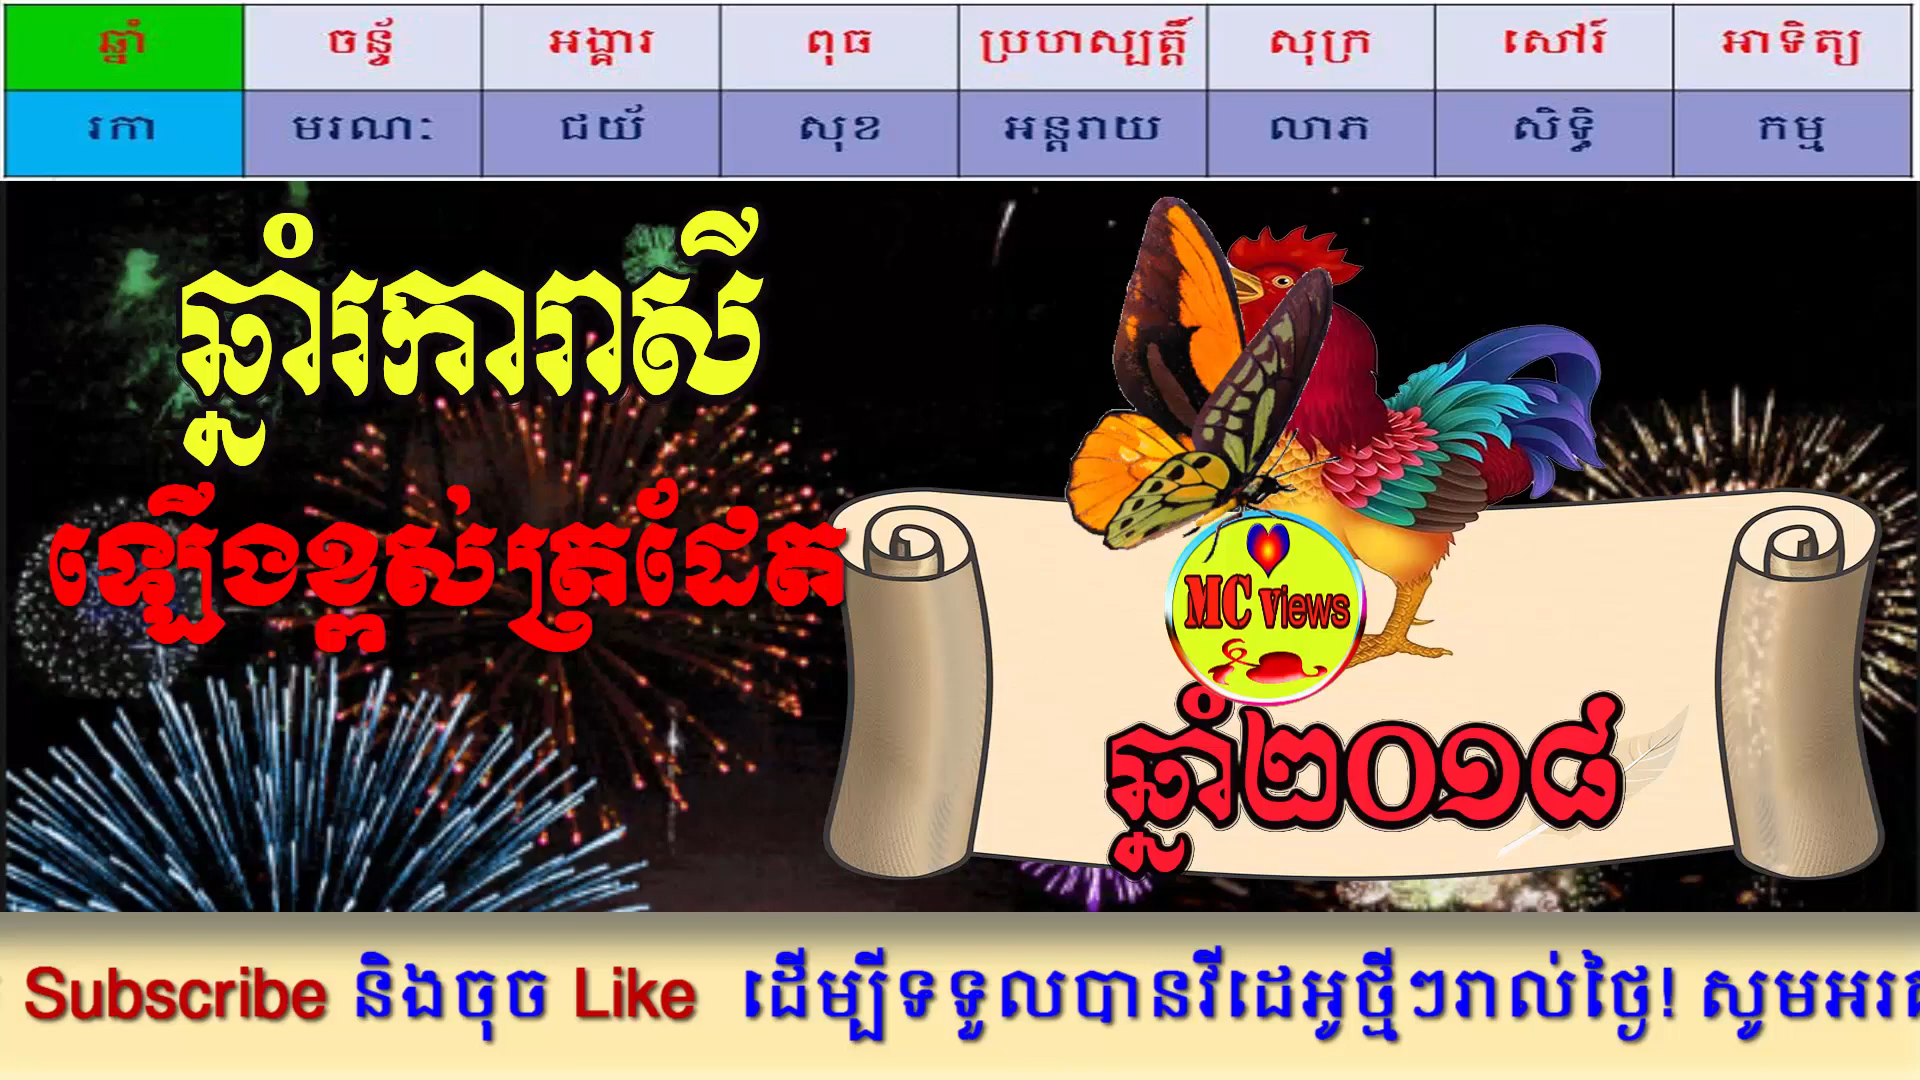 ឆ្នាំ ចន្ទ័ អង្គារ ពុធ ប្រហស្បត្តិ៍ សុក្រ សៅរ៍ អាទិត្យ
រកា មរណៈ ជយ័ សុខ អន្តរាយ លាភ សិទ្ធិ កម្ម
ឆ្នាំរការាសី
ឡើងខ្ពស់ត្រដែត
MC Views
ឆ្នាំ២០១៨
Subscribe និងចុច Like ដើម្បីទទួលបានវីដេអូថ្មីៗរាល់ថ្ងៃ! សូមអរគ